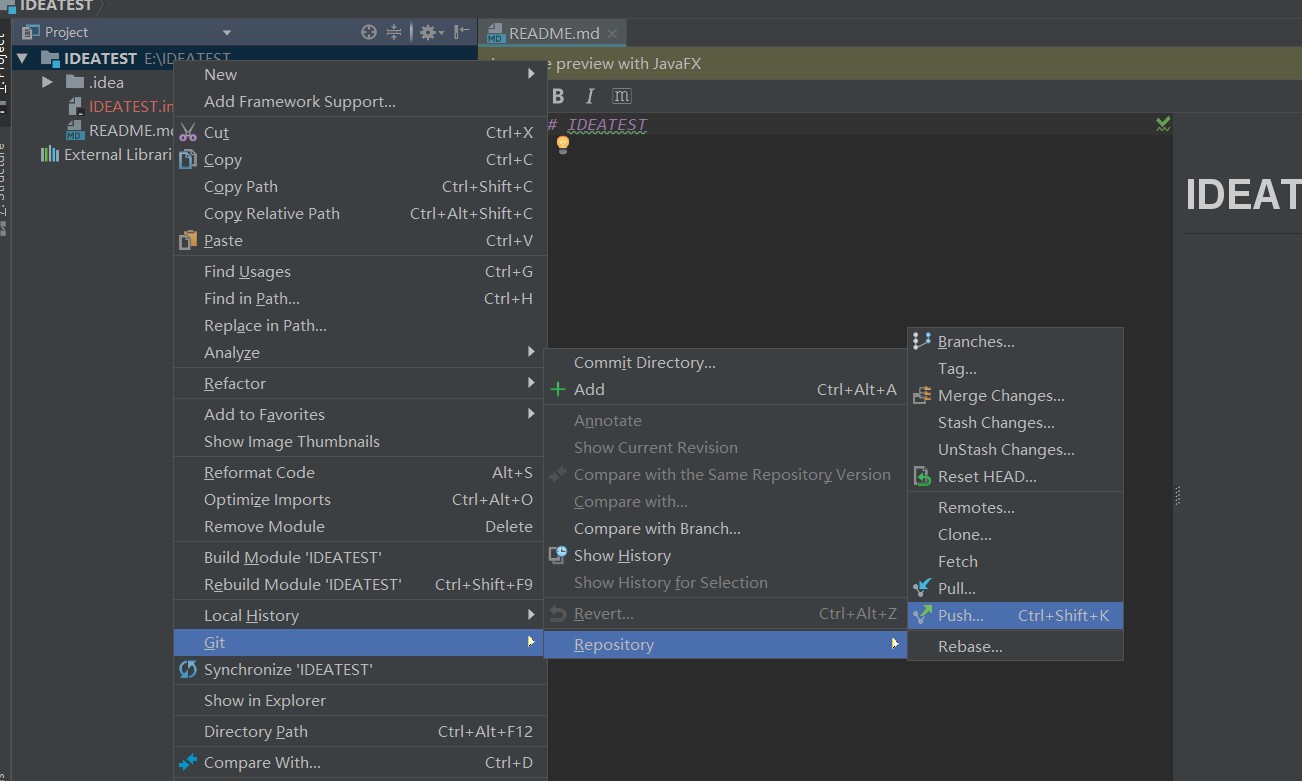 IDEATEST
Project
README.md
IDEATEST E:\IDEATEST
preview with JavaFX
.idea
IDEATEST.im
README.md
External Librari
1: Project
Z: Structure
B I m
# IDEATEST
IDEAT
New
Add Framework Support...
Cut Ctrl+X
Copy Ctrl+C
Copy Path Ctrl+Shift+C
Copy Relative Path Ctrl+Alt+Shift+C
Paste Ctrl+V
Find Usages Ctrl+G
Find in Path... Ctrl+H
Replace in Path...
Analyze
Refactor
Add to Favorites
Show Image Thumbnails
Reformat Code Alt+S
Optimize Imports Ctrl+Alt+O
Remove Module Delete
Build Module 'IDEATEST'
Rebuild Module 'IDEATEST' Ctrl+Shift+F9
Local History
Git
Synchronize 'IDEATEST'
Show in Explorer
Directory Path Ctrl+Alt+F12
Compare With... Ctrl+D
Commit Directory...
Add Ctrl+Alt+A
Annotate
Show Current Revision
Compare with the Same Repository Version
Compare with...
Compare with Branch...
Show History
Show History for Selection
Revert... Ctrl+Alt+Z
Repository
Branches...
Tag...
Merge Changes...
Stash Changes...
UnStash Changes...
Reset HEAD...
Remotes...
Clone...
Fetch
Pull...
Push... Ctrl+Shift+K
Rebase...